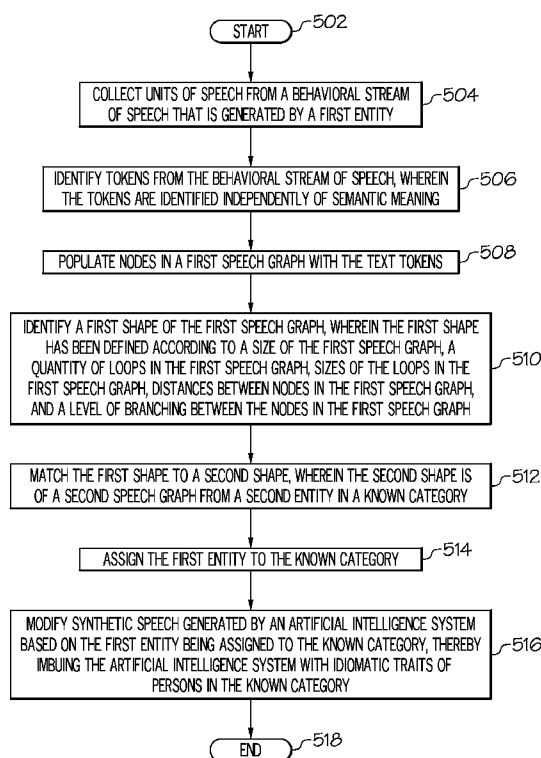 START
502
COLLECT UNITS OF SPEECH FROM A BEHAVIORAL STREAM
OF SPEECH THAT IS GENERATED BY A FIRST ENTITY
504
IDENTIFY TOKENS FROM THE BEHAVIORAL STREAM OF SPEECH, WHEREIN
THE TOKENS ARE IDENTIFIED INDEPENDENTLY OF SEMANTIC MEANING
506
POPULATE NODES IN A FIRST SPEECH GRAPH WITH THE TEXT TOKENS
508
IDENTIFY A FIRST SHAPE OF THE FIRST SPEECH GRAPH, WHEREIN THE FIRST SHAPE
HAS BEEN DEFINED ACCORDING TO A SIZE OF THE FIRST SPEECH GRAPH, A
QUANTITY OF LOOPS IN THE FIRST SPEECH GRAPH, SIZES OF THE LOOPS IN THE
FIRST SPEECH GRAPH, DISTANCES BETWEEN NODES IN THE FIRST SPEECH GRAPH,
AND A LEVEL OF BRANCHING BETWEEN THE NODES IN THE FIRST SPEECH GRAPH
510
MATCH THE FIRST SHAPE TO A SECOND SHAPE, WHEREIN THE SECOND SHAPE IS
OF A SECOND SPEECH GRAPH FROM A SECOND ENTITY IN A KNOWN CATEGORY
512
ASSIGN THE FIRST ENTITY TO THE KNOWN CATEGORY
514
MODIFY SYNTHETIC SPEECH GENERATED BY AN ARTIFICIAL INTELLIGENCE SYSTEM
BASED ON THE FIRST ENTITY BEING ASSIGNED TO THE KNOWN CATEGORY, THEREBY
IMBUING THE ARTIFICIAL INTELLIGENCE SYSTEM WITH IDIOMATIC TRAITS OF
PERSONS IN THE KNOWN CATEGORY
516
END
518